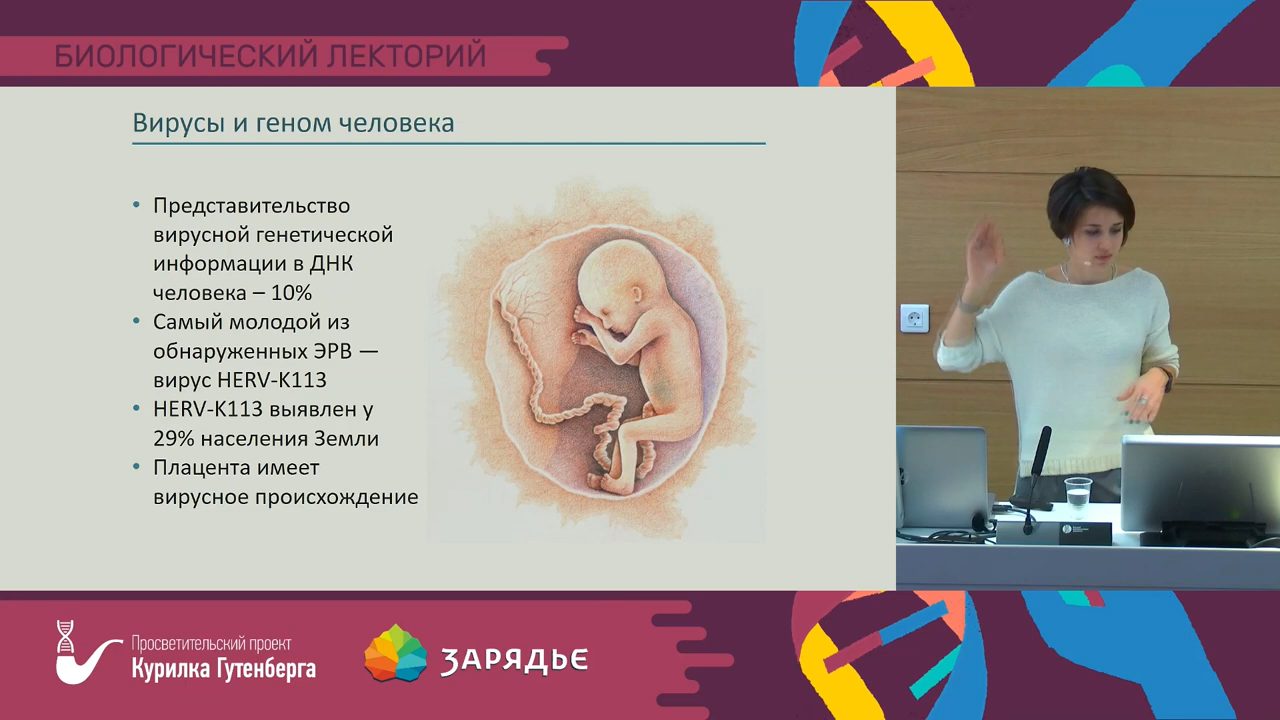 БИОЛОГИЧЕСКИЙ ЛЕКТОРИЙ
Вирусы и геном человека
• Представительство
вирусной генетической
информации в ДНК
человека – 10%
• Самый молодой из
обнаруженных ЭРВ —
вирус HERV-K113
• HERV-K113 выявлен у
29% населения Земли
• Плацента имеет
вирусное происхождение
Просветительский проект
Курилка Гутенберга
ЗАРЯДЬЕ